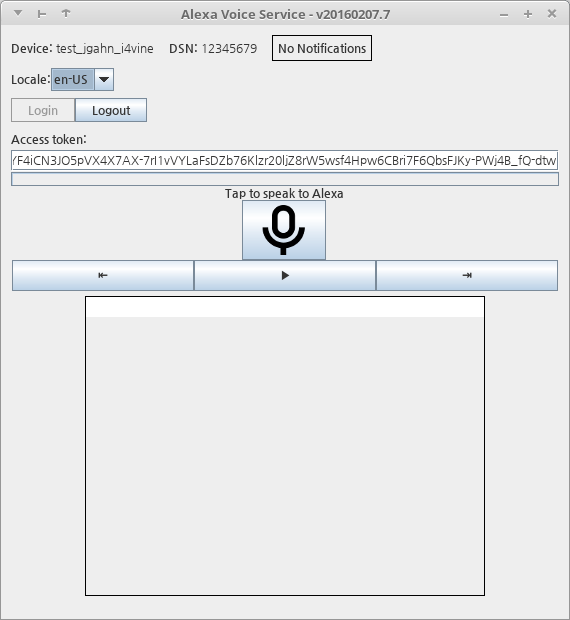 Alexa Voice Service - v20160207.7
Device: test_jgahn_i4vine DSN: 12345679 No Notifications
Locale: en-US
Login Logout
Access token:
/F4iCN3JO5pVX4X7AX-7rI1vVYLaFsDZb76Klzr20ljZ8rW5wsf4Hpw6CBri7F6QbsFJKy-PWj4B_fQ-dtw
Tap to speak to Alexa